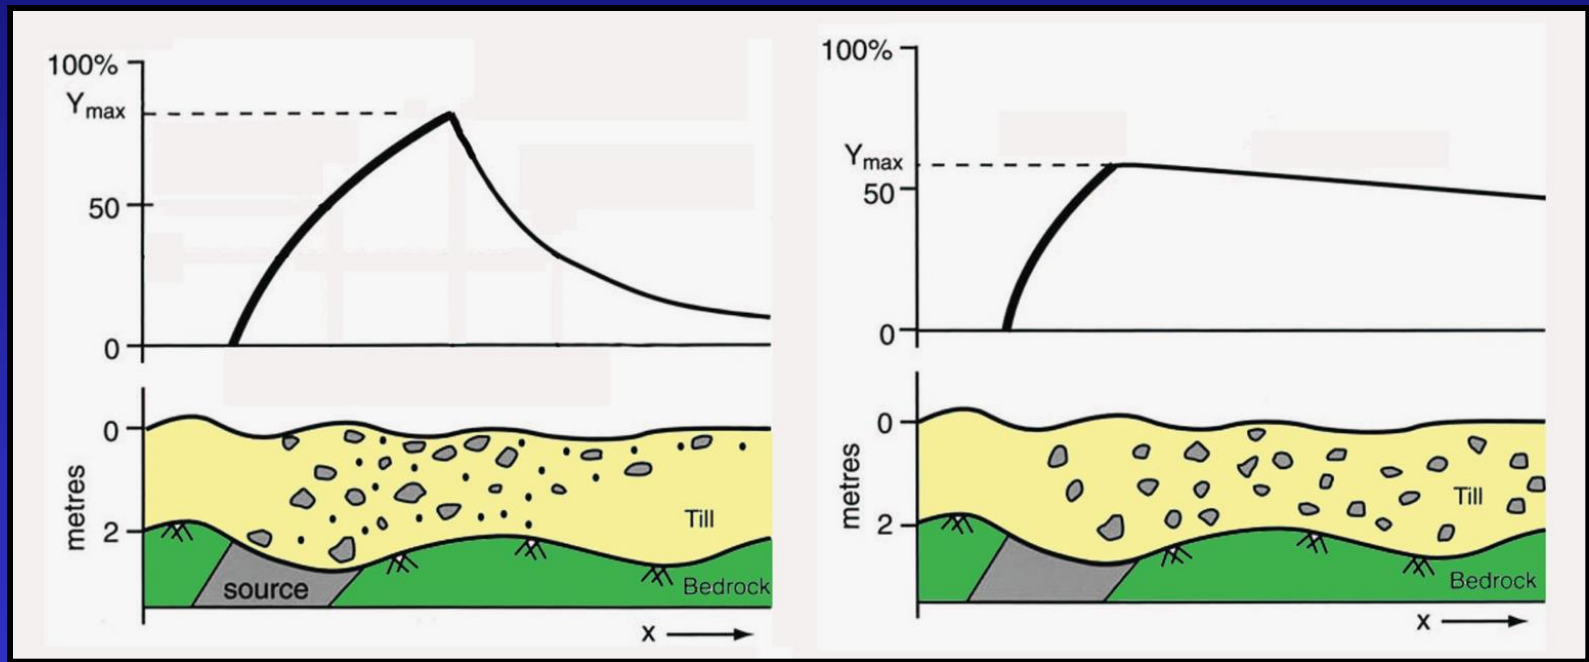 100%
Ymax
50
0
0
metres
2
Till
source
Bedrock
x
100%
Ymax
50
0
0
metres
2
Till
Bedrock
x